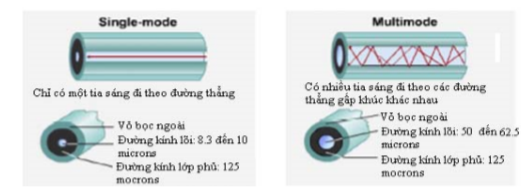 Single-mode
Chỉ có một tia sáng đi theo đường thẳng
Vỏ bọc ngoài
Đường kính lõi: 8.3 đến 10
microns
Đường kính lớp phủ: 125
mocrons
Multimode
Có nhiều tia sáng đi theo các đường
thẳng gấp khúc khác nhau
Vỏ bọc ngoài
Đường kính lõi: 50 đến 62.5
microns
Đường kính lớp phủ: 125
microns